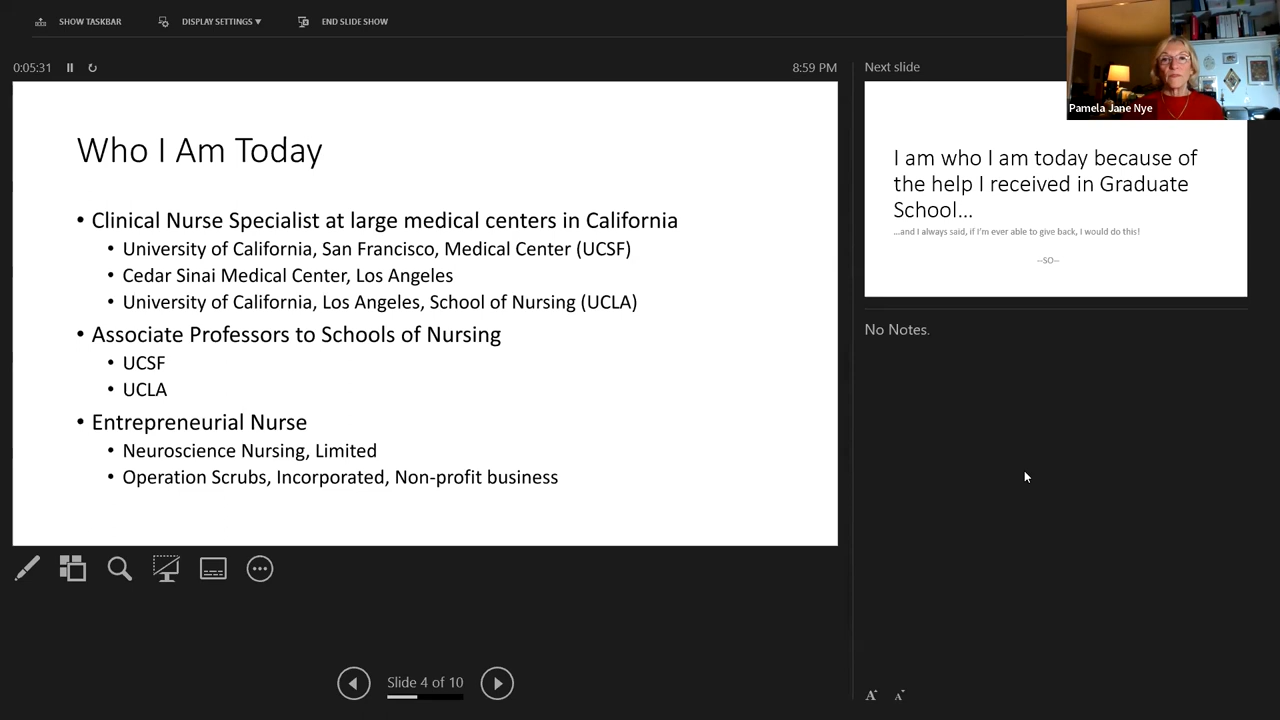 SHOW TASKBAR
DISPLAY SETTINGS ▼
END SLIDE SHOW
0:05:31
8:59 PM
Who I Am Today
• Clinical Nurse Specialist at large medical centers in California
• University of California, San Francisco, Medical Center (UCSF)
• Cedar Sinai Medical Center, Los Angeles
• University of California, Los Angeles, School of Nursing (UCLA)
• Associate Professors to Schools of Nursing
• UCSF
• UCLA
• Entrepreneurial Nurse
• Neuroscience Nursing, Limited
• Operation Scrubs, Incorporated, Non-profit business
Slide 4 of 10
Next slide
Pamela Jane Nye
I am who I am today because of
the help I received in Graduate
School...
...and I always said, if I'm ever able to give back, I would do this!
--SO--
No Notes.
A
A